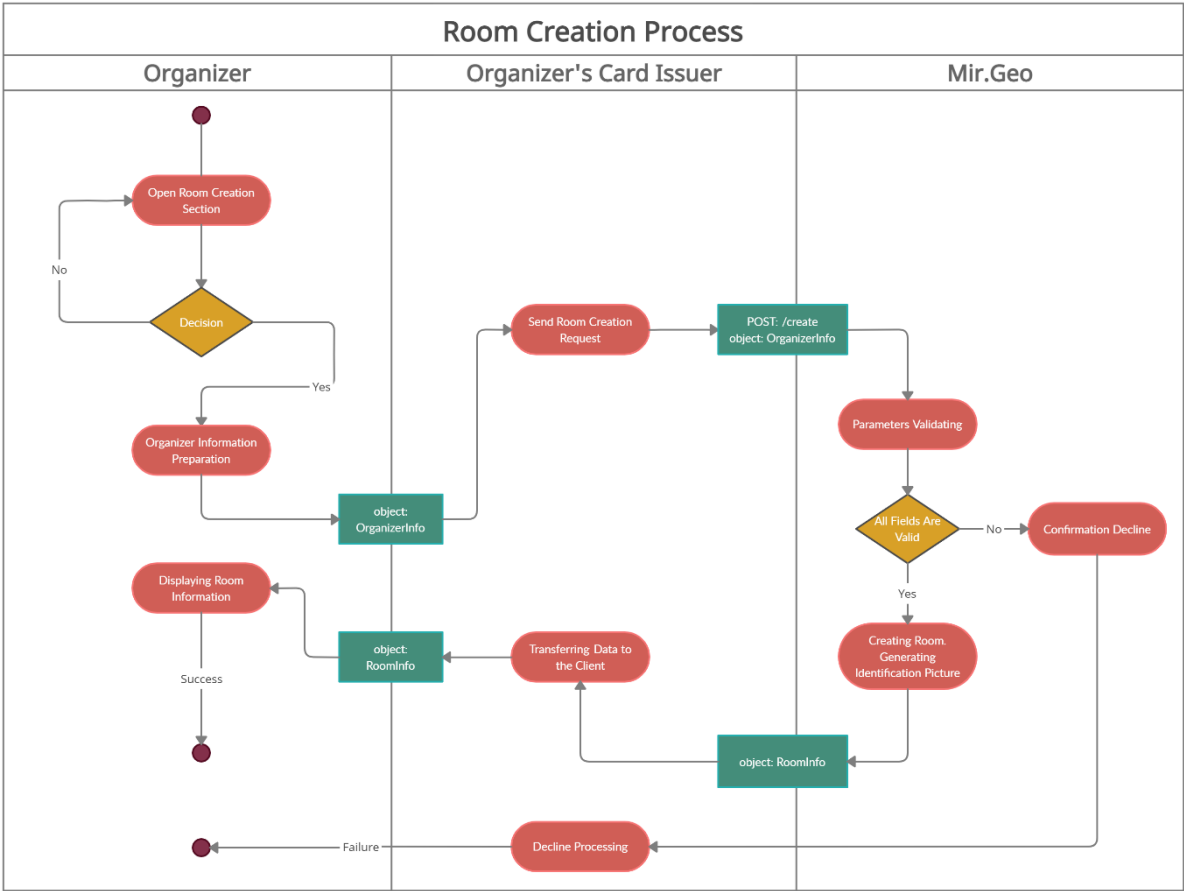 Room Creation Process
Organizer
Organizer's Card Issuer
Mir.Geo
Open Room Creation
Section
No
Decision
Yes
Organizer Information
Preparation
object:
OrganizerInfo
Send Room Creation
Request
POST: /create
object: OrganizerInfo
Parameters Validating
All Fields Are
Valid
No
Confirmation Decline
Yes
Creating Room.
Generating
Identification Picture
object: RoomInfo
Transferring Data to
the Client
object:
RoomInfo
Displaying Room
Information
Success
Decline Processing
Failure